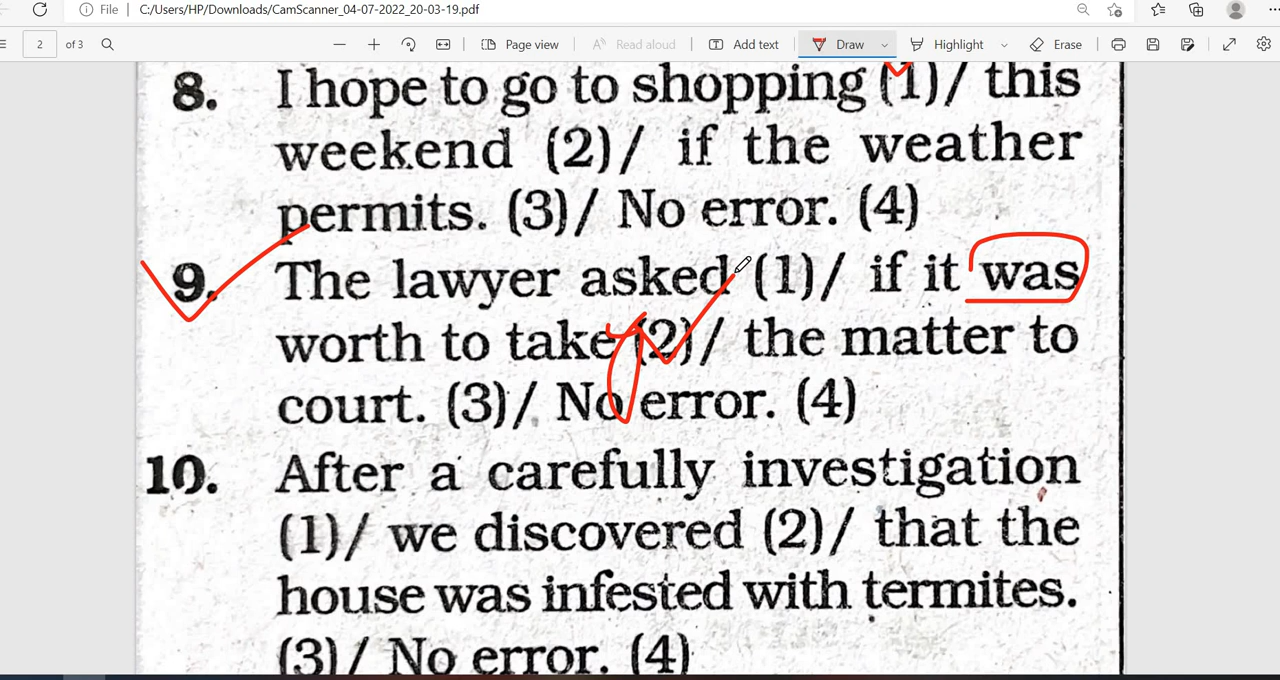 File C:/Users/HP/Downloads/CamScanner_04-07-2022_20-03-19.pdf
2 of 3 Page view Read aloud Add text Draw Highlight Erase
8. I hope to go to shopping (1)/ this
weekend (2)/ if the weather
permits. (3)/ No error. (4)
9. The lawyer asked (1)/ if it was
worth to take (2)/ the matter to
court. (3)/ No error. (4)
10. After a carefully investigation
(1)/ we discovered (2)/ that the
house was infested with termites.
(3)/ No error. (4)